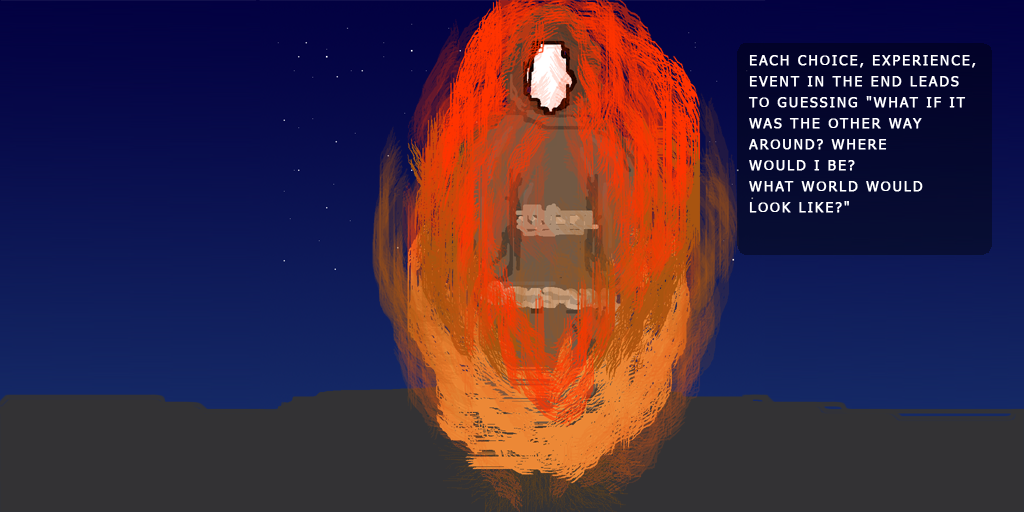 EACH CHOICE, EXPERIENCE,
EVENT IN THE END LEADS
TO GUESSING "WHAT IF IT
WAS THE OTHER WAY
AROUND? WHERE
WOULD I BE?
WHAT WORLD WOULD
LOOK LIKE?"